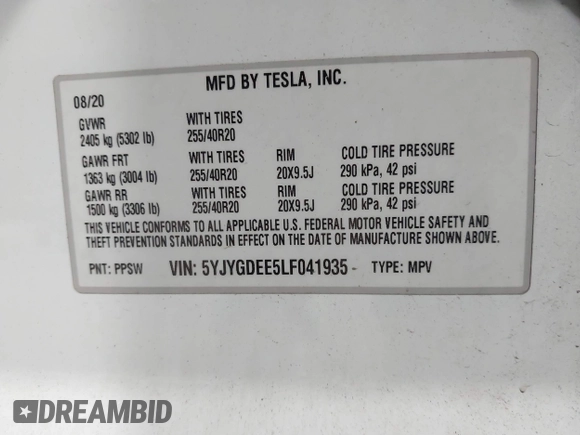 MFD BY TESLA, INC.
08/20
GVWR WITH TIRES
2405 kg (5302 lb) 255/40R20
GAWR FRT WITH TIRES RIM COLD TIRE PRESSURE
1363 kg (3004 lb) 255/40R20 20X9.5J 290 kPa, 42 psi
GAWR RR WITH TIRES RIM COLD TIRE PRESSURE
1500 kg (3306 lb) 255/40R20 20X9.5J 290 kPa, 42 psi
THIS VEHICLE CONFORMS TO ALL APPLICABLE U.S. FEDERAL MOTOR VEHICLE SAFETY AND
THEFT PREVENTION STANDARDS IN EFFECT ON THE DATE OF MANUFACTURE SHOWN ABOVE.
PNT: PPSW VIN: 5YJYGDEE5LF041935 - TYPE: MPV
DREAMBID